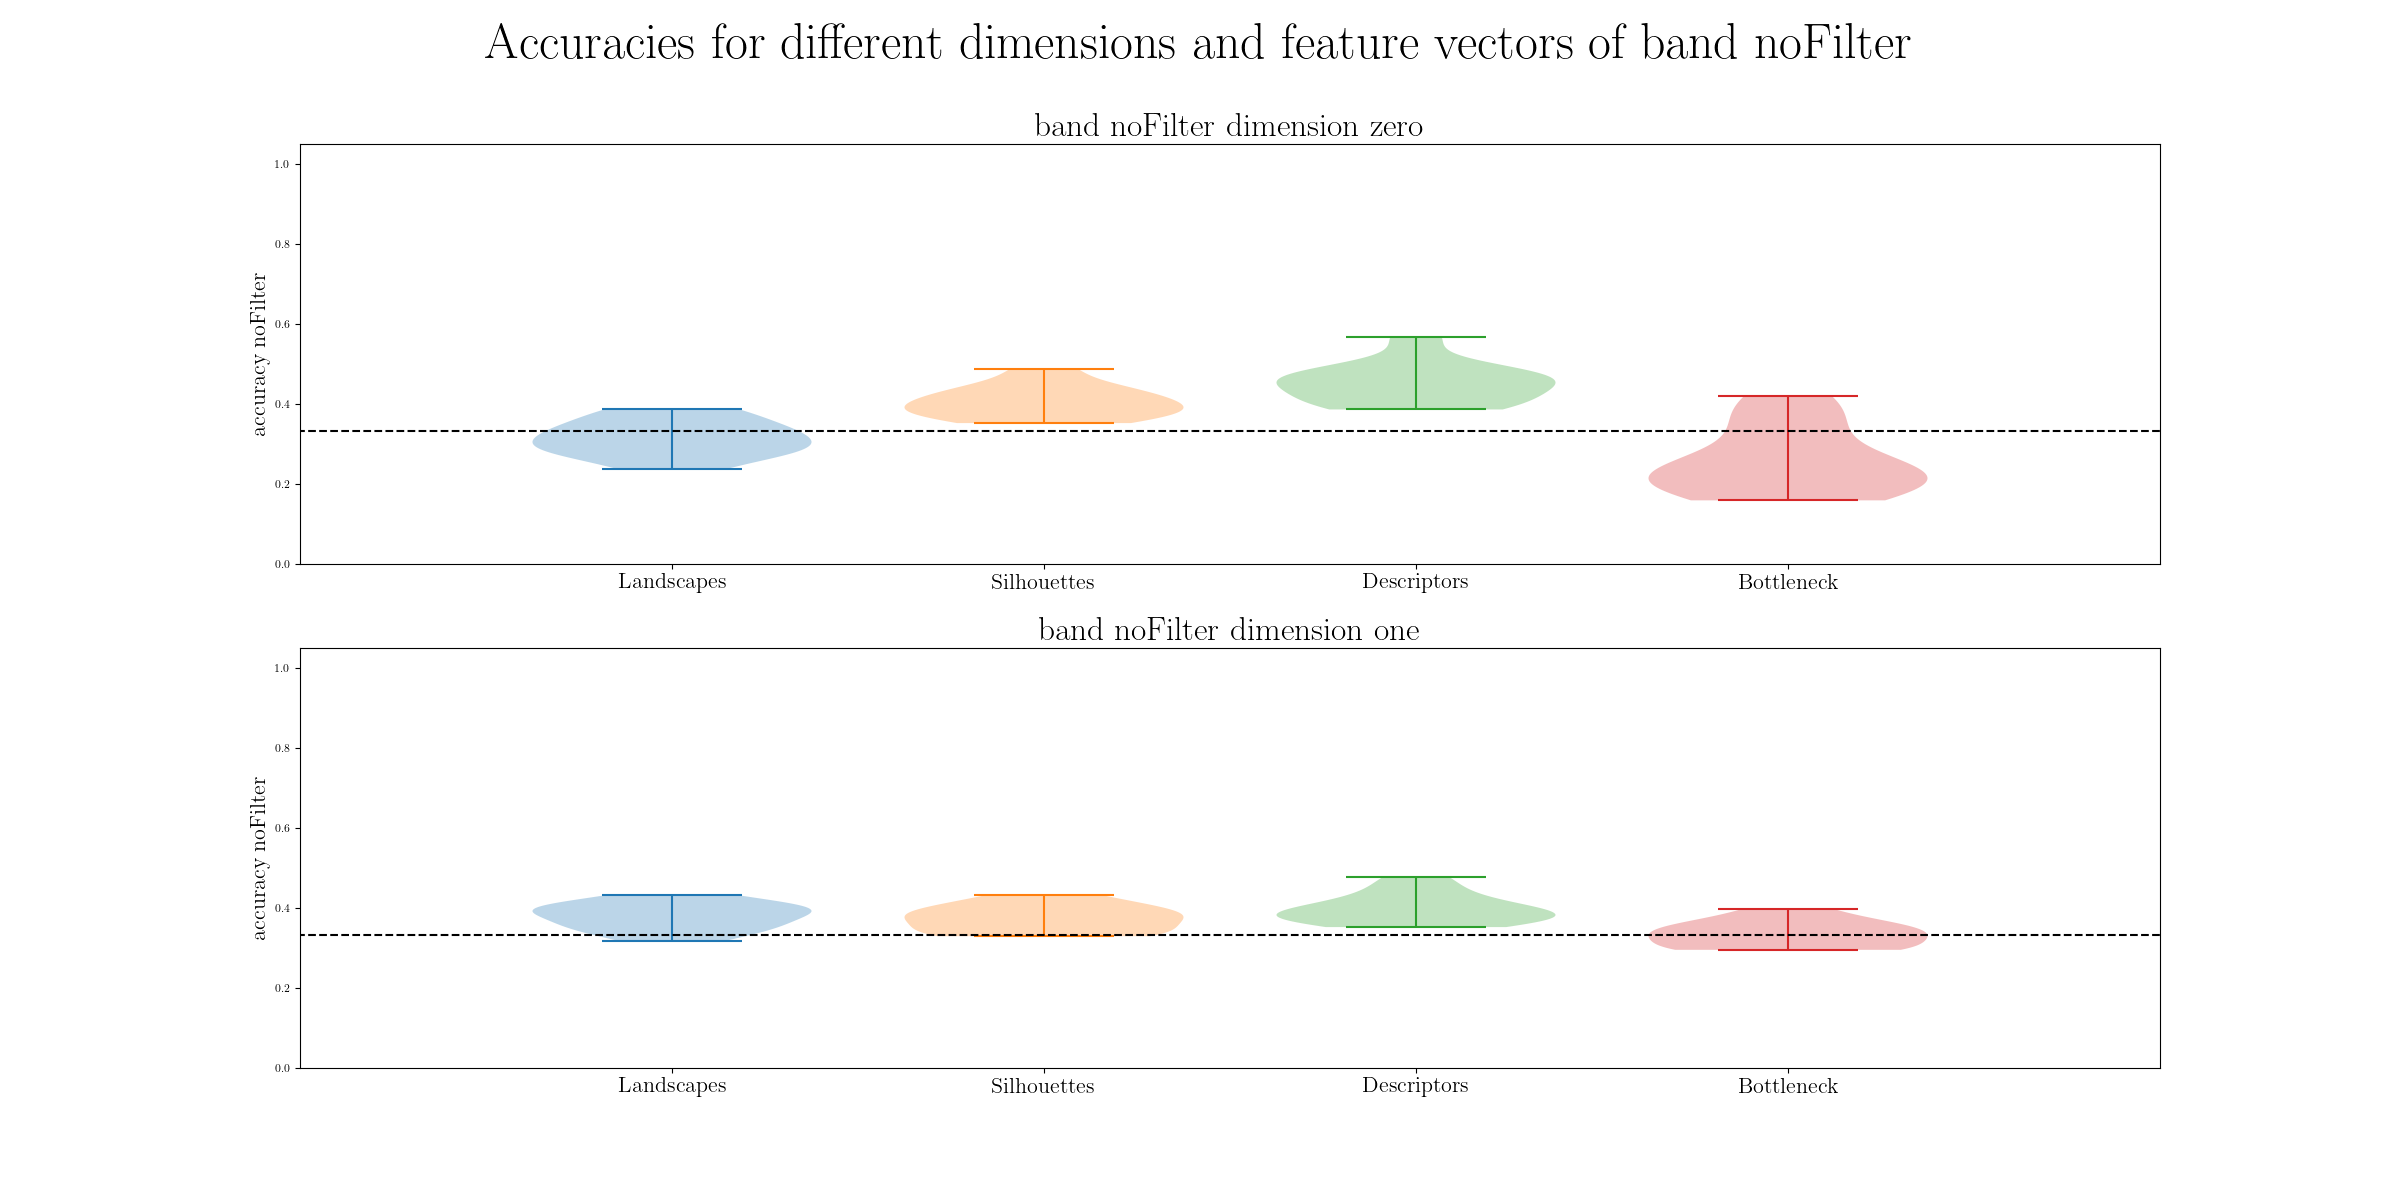 Accuracies for different dimensions and feature vectors of band noFilter
band noFilter dimension zero
accuracy noFilter
1.0
0.8
0.6
0.4
0.2
0.0
Landscapes Silhouettes Descriptors Bottleneck
band noFilter dimension one
accuracy noFilter
1.0
0.8
0.6
0.4
0.2
0.0
Landscapes Silhouettes Descriptors Bottleneck